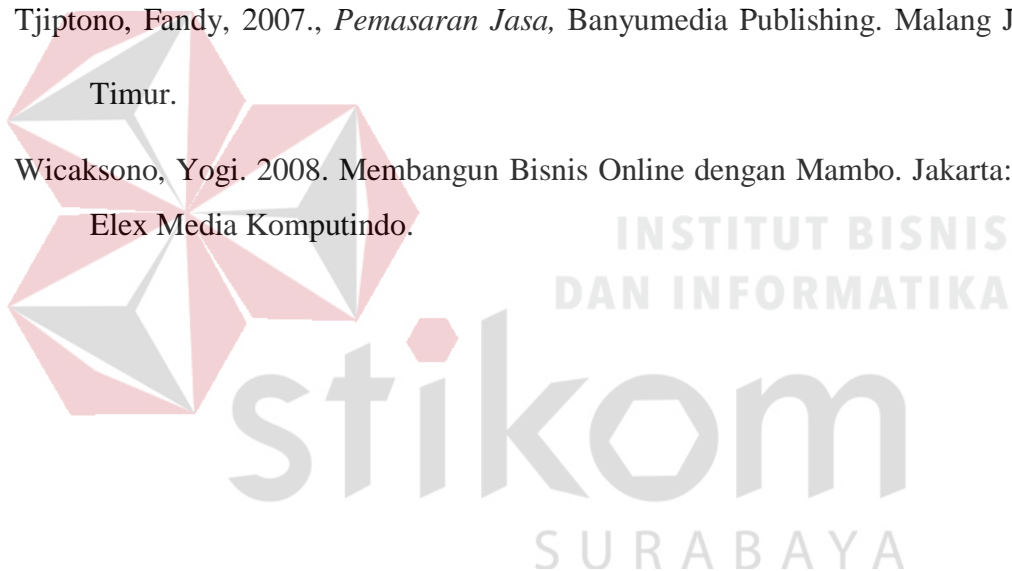 Tjiptono, Fandy, 2007., Pemasaran Jasa, Banyumedia Publishing. Malang J
Timur.
Wicaksono, Yogi. 2008. Membangun Bisnis Online dengan Mambo. Jakarta:
Elex Media Komputindo.
INSTITUT BISNIS
DAN INFORMATIKA
stikom
SURABAYA